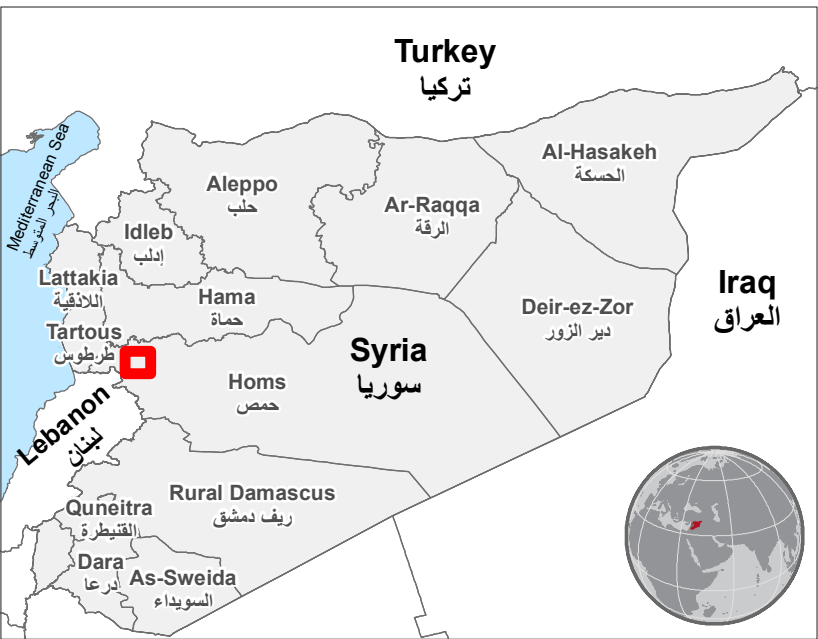 Turkey
تركيا
Mediterranean Sea
البحر المتوسط
Al-Hasakeh
الحسكة
Aleppo
حلب
Ar-Raqqa
الرقة
Idleb
إدلب
Lattakia
اللاذقية
Hama
حماة
Iraq
العراق
Deir-ez-Zor
دير الزور
Tartous
طرطوس
Syria
سوريا
Homs
حمص
Lebanon
لبنان
Rural Damascus
ريف دمشق
Quneitra
القنيطرة
Dara
درعا
As-Sweida
السويداء